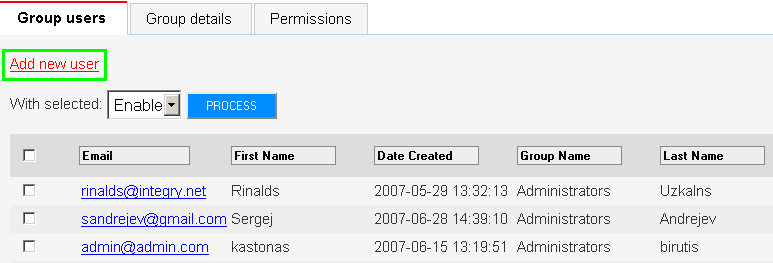 Group users Group details Permissions
Add new user
With selected: Enable PROCESS
Email First Name Date Created Group Name Last Name
rinalds@integry.net Rinalds 2007-05-29 13:32:13 Administrators Uzkalns
sandrejev@gmail.com Sergej 2007-06-28 14:39:10 Administrators Andrejev
admin@admin.com kastonas 2007-06-15 13:19:51 Administrators birutis